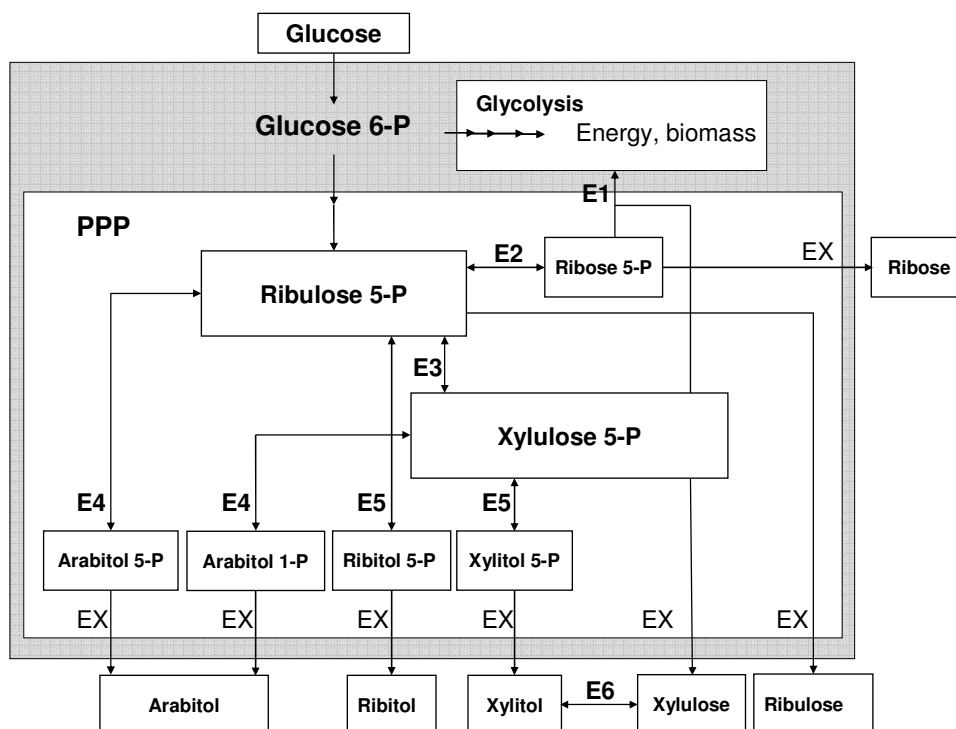 Glucose
Glucose 6-P
Glycolysis
Energy, biomass
E1
PPP
E2
Ribose 5-P
EX
Ribose
Ribulose 5-P
E3
Xylulose 5-P
E4
E4
E5
E5
Arabitol 5-P
Arabitol 1-P
Ribitol 5-P
Xylitol 5-P
EX
EX
EX
EX
EX
EX
Arabitol
Ribitol
Xylitol
E6
Xylulose
Ribulose